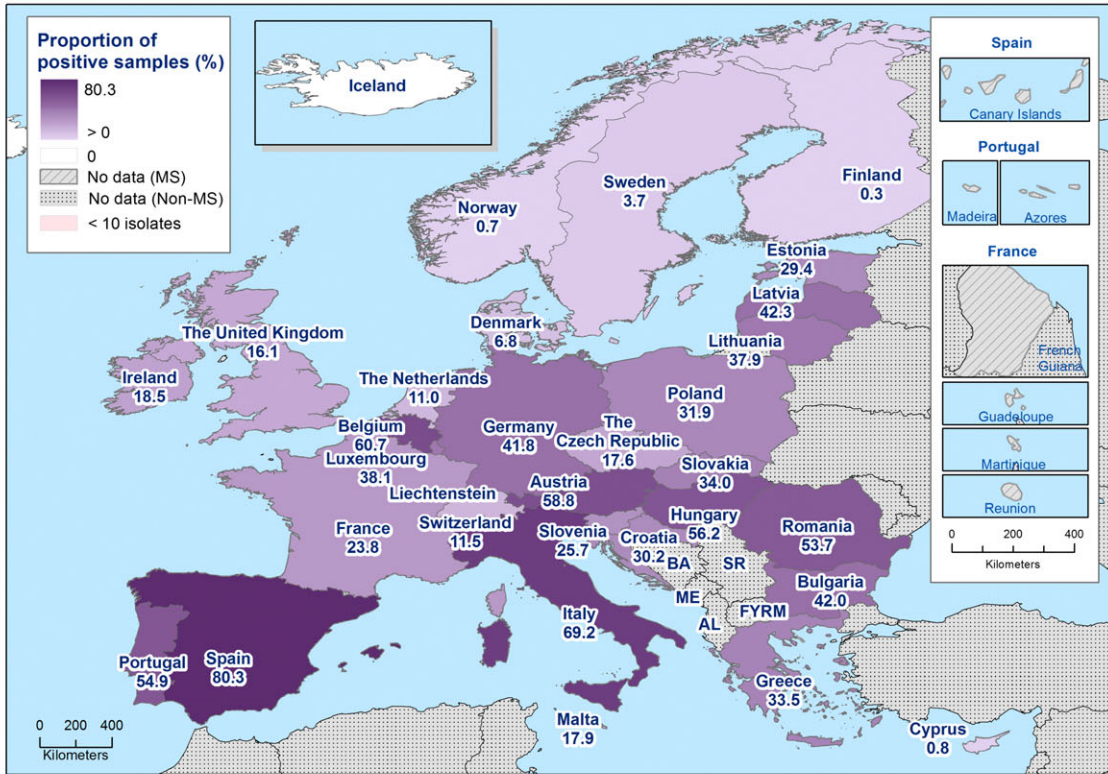 Proportion of
positive samples (%)
80.3
> 0
0
No data (MS)
No data (Non-MS)
< 10 isolates
Iceland
Norway
0.7
Sweden
3.7
Finland
0.3
Estonia
29.4
Latvia
42.3
Lithuania
37.9
Denmark
6.8
The United Kingdom
16.1
Ireland
18.5
The Netherlands
11.0
Belgium
60.7
Luxembourg
38.1
Germany
41.8
Poland
31.9
The
Czech Republic
17.6
Slovakia
34.0
Austria
58.8
Liechtenstein
Switzerland
11.5
France
23.8
Slovenia
25.7
Croatia
30.2
Hungary
56.2
Romania
53.7
BA
SR
ME
AL
FYRM
Bulgaria
42.0
Italy
69.2
Portugal
54.9
Spain
80.3
Malta
17.9
Greece
33.5
Cyprus
0.8
0 200 400
Kilometers
Spain
Canary Islands
Portugal
Madeira
Azores
France
French
Guiana
Guadeloupe
Martinique
Reunion
0 200 400
Kilometers